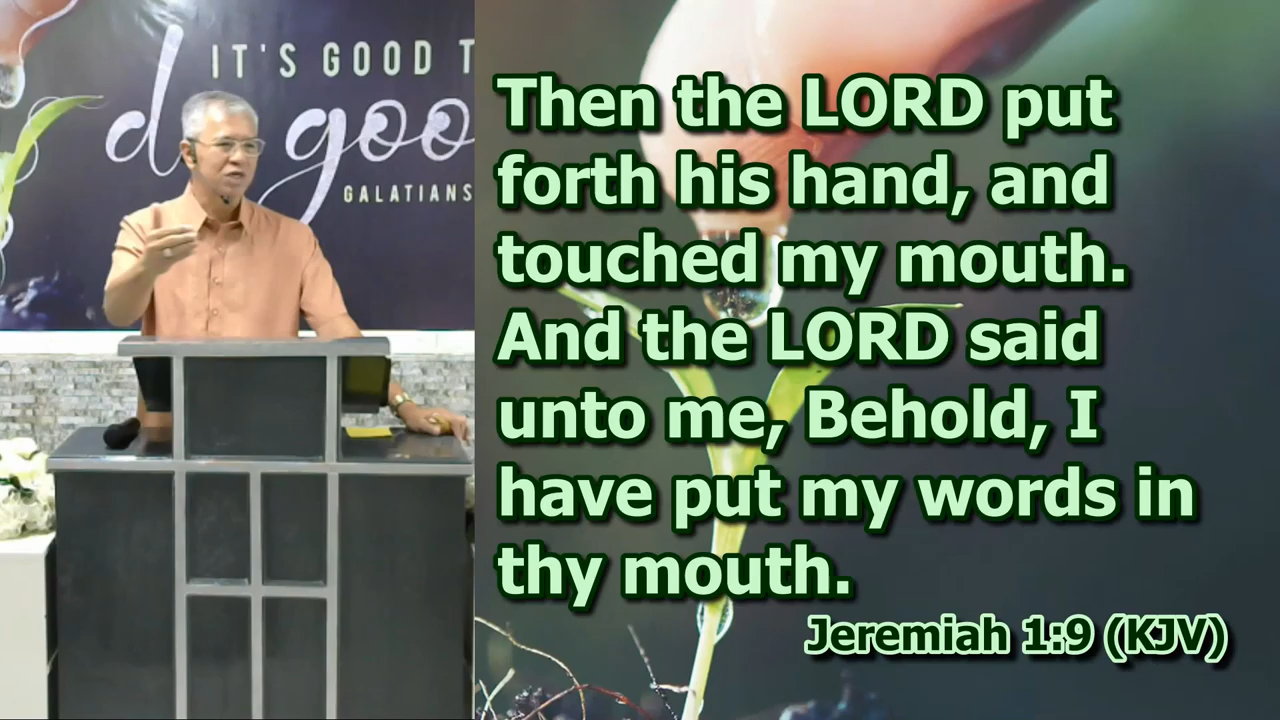 IT'S GOOD T
d goo
GALATIANS
Then the LORD put
forth his hand, and
touched my mouth.
And the LORD said
unto me, Behold, I
have put my words in
thy mouth.
Jeremiah 1:9 (KJV)